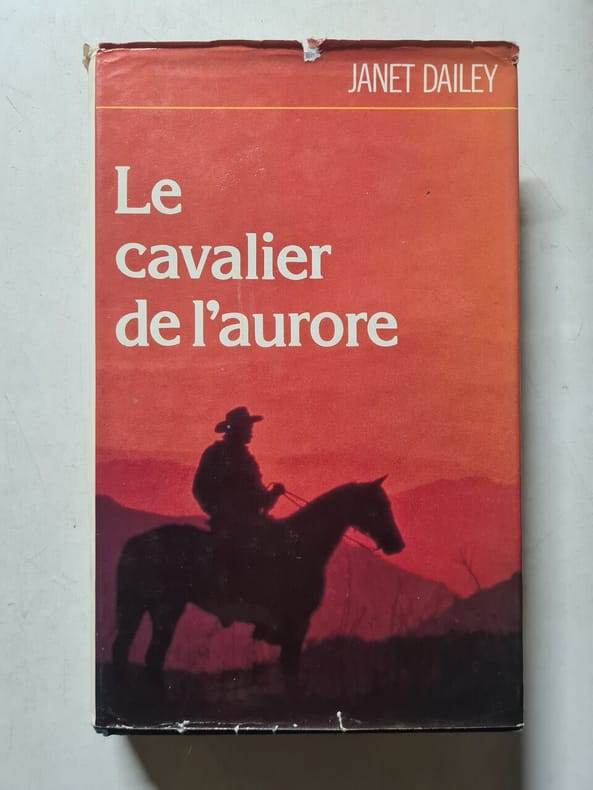 JANET DAILEY
Le
cavalier
de l'aurore